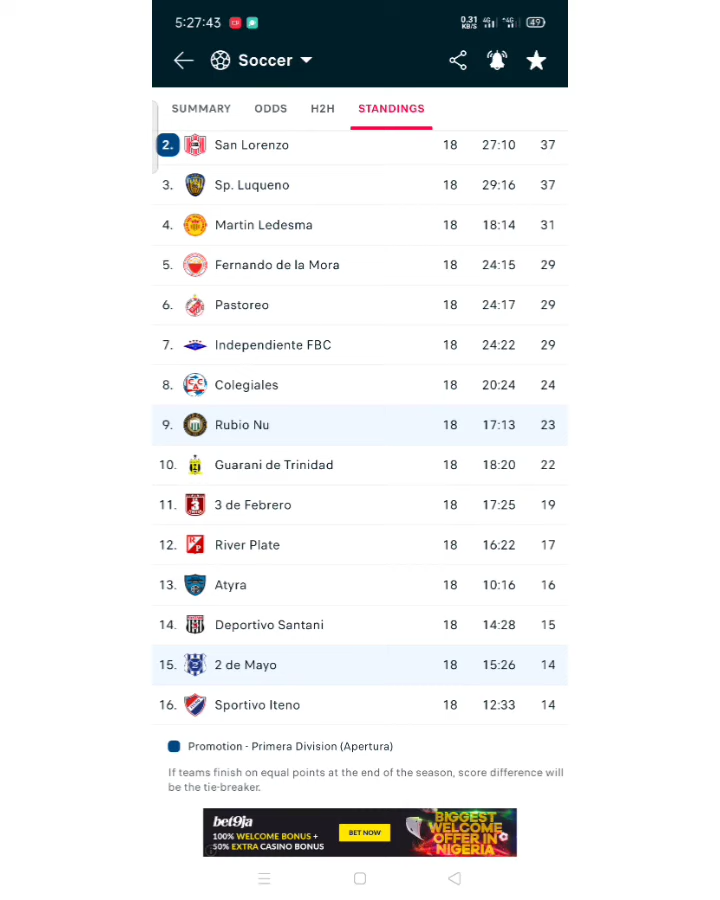 5:27:43 0.31 KB/S 4G 4G 49
Soccer
SUMMARY ODDS H2H STANDINGS
2. San Lorenzo 18 27:10 37
3. Sp. Luqueno 18 29:16 37
4. Martin Ledesma 18 18:14 31
5. Fernando de la Mora 18 24:15 29
6. Pastoreo 18 24:17 29
7. Independiente FBC 18 24:22 29
8. Colegiales 18 20:24 24
9. Rubio Nu 18 17:13 23
10. Guarani de Trinidad 18 18:20 22
11. 3 de Febrero 18 17:25 19
12. River Plate 18 16:22 17
13. Atyra 18 10:16 16
14. Deportivo Santani 18 14:28 15
15. 2 de Mayo 18 15:26 14
16. Sportivo Iteno 18 12:33 14
Promotion - Primera Division (Apertura)
If teams finish on equal points at the end of the season, score difference will
be the tie-breaker.
bet9ja
100% WELCOME BONUS +
50% EXTRA CASINO BONUS
BET NOW
BIGGEST
WELCOME
OFFER IN
NIGERIA